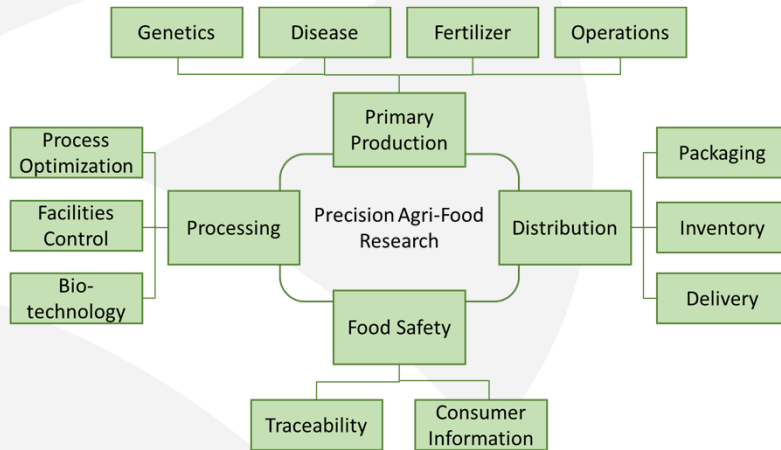 Genetics
Disease
Fertilizer
Operations
Primary
Production
Process
Optimization
Facilities
Control
Bio-
technology
Processing
Precision Agri-Food
Research
Distribution
Packaging
Inventory
Delivery
Food Safety
Traceability
Consumer
Information